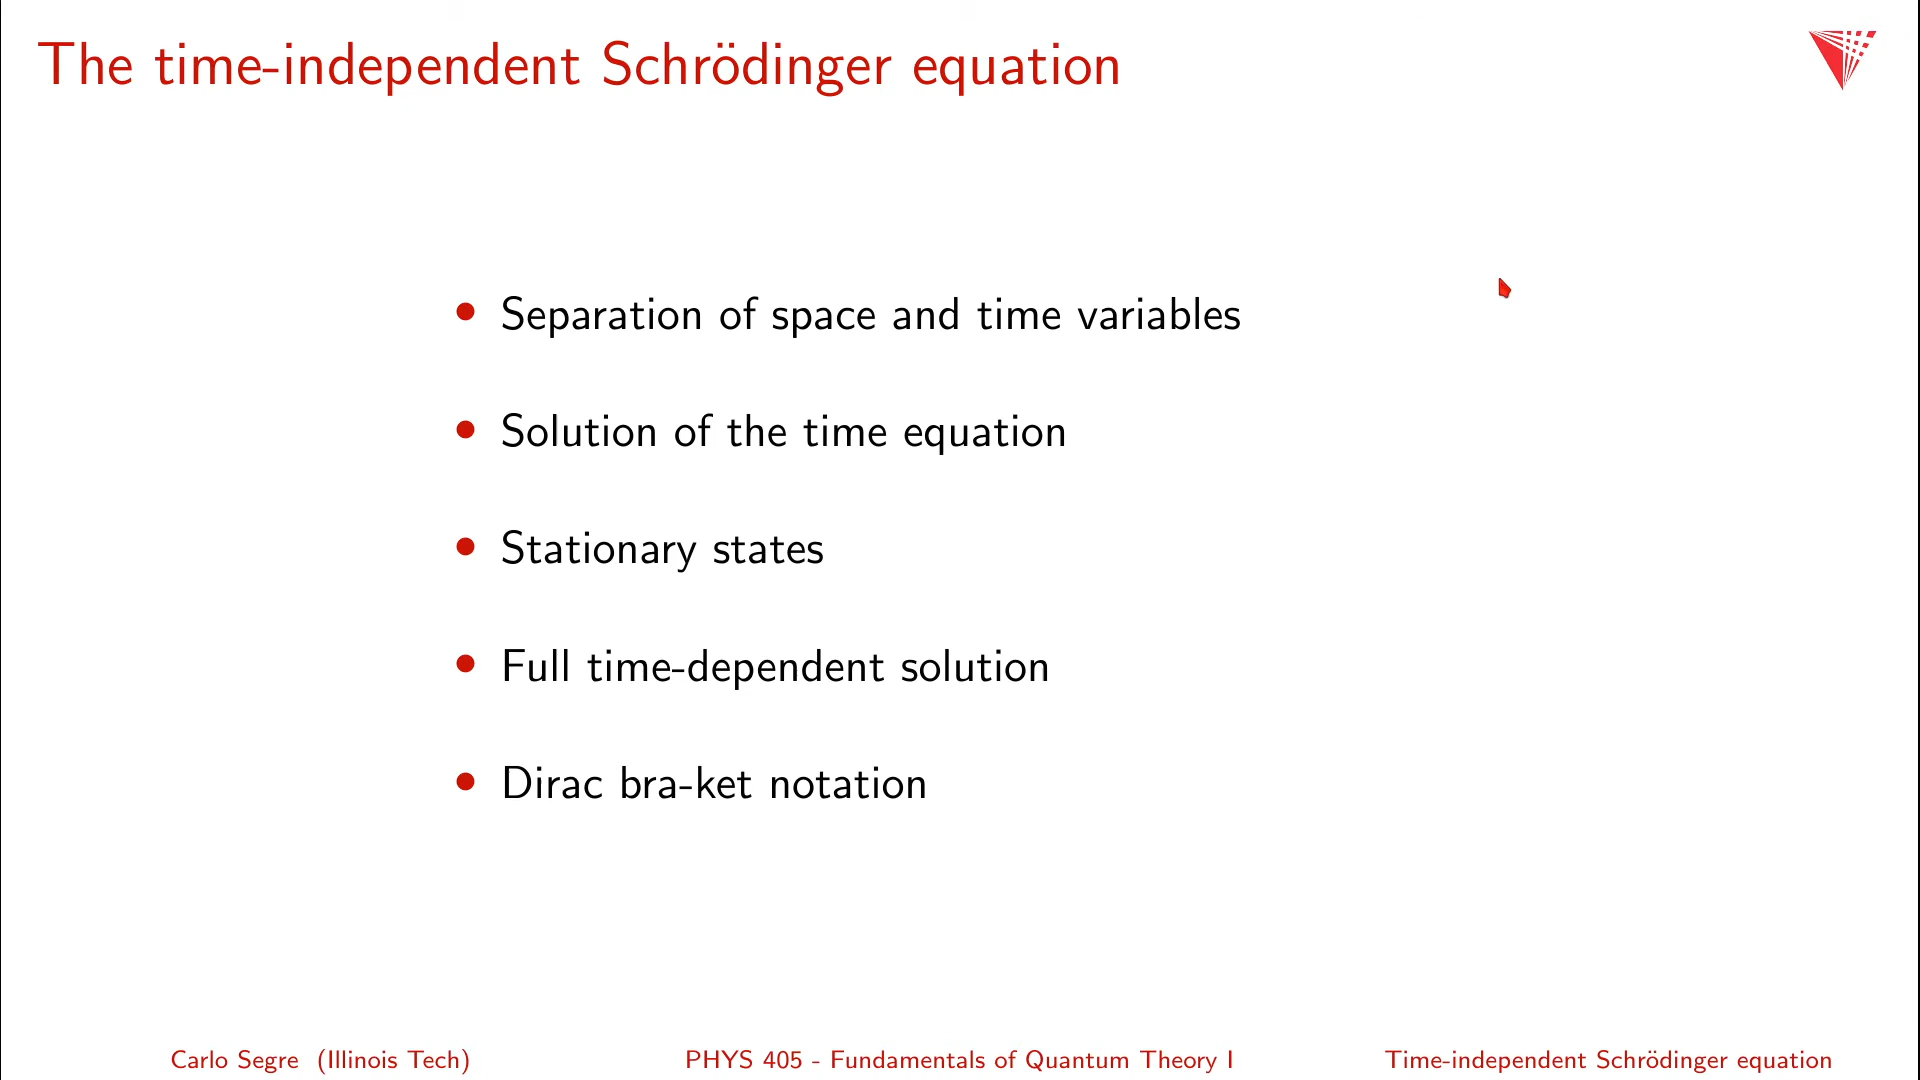 The time-independent Schrödinger equation
• Separation of space and time variables
• Solution of the time equation
• Stationary states
• Full time-dependent solution
• Dirac bra-ket notation
Carlo Segre (Illinois Tech) PHYS 405 - Fundamentals of Quantum Theory I Time-independent Schrödinger equation